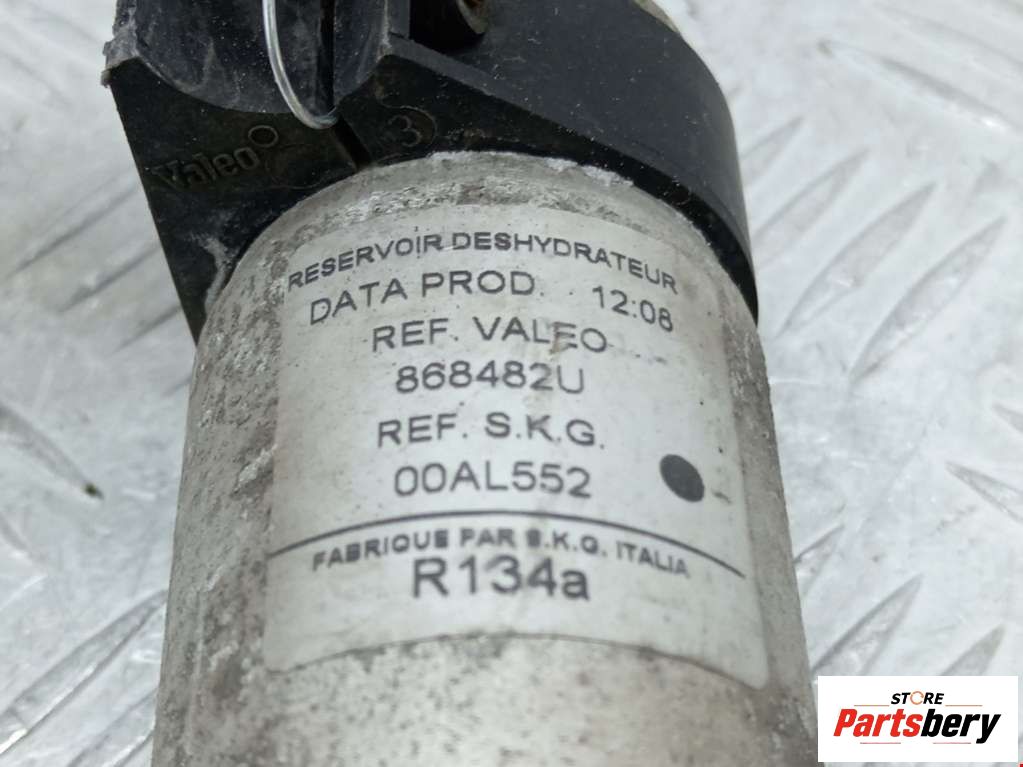 Valeo
3
RESERVOIR DESHYDRATEUR
DATA PROD. 12:08
REF. VALEO
868482U
REF. S.K.G.
00AL552
FABRIQUE PAR S.K.G. ITALIA
R134a
STORE
Partsbery